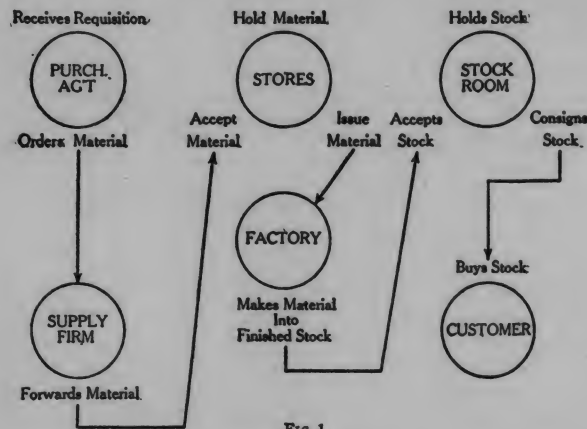 Receives Requisition
PURCH.
AGT
Orders Material
SUPPLY
FIRM
Forwards Material
Hold Material
STORES
Accept
Material
Issue
Material
FACTORY
Makes Material
Into
Finished Stock
Accepts
Stock
Holds Stock
STOCK
ROOM
Consigns
Stock
Buys Stock
CUSTOMER
FIG. 1